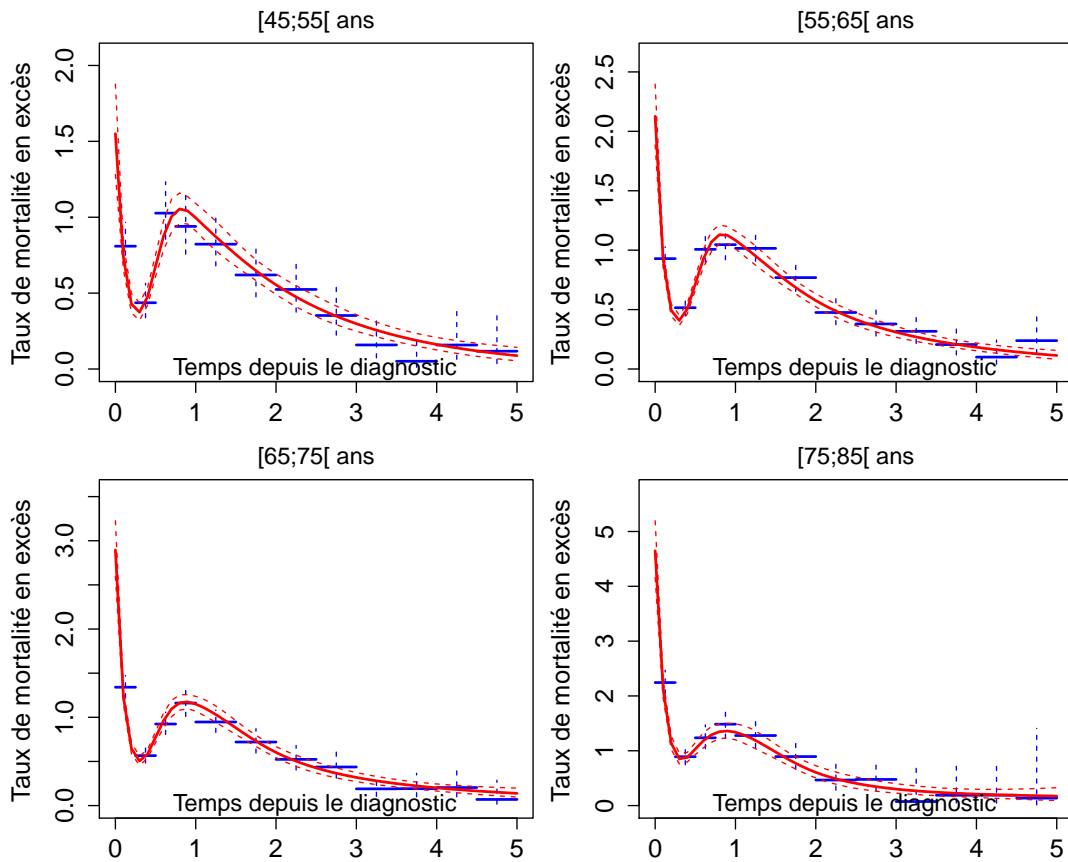 [45;55[ ans
Taux de mortalité en excès
0.0 0.5 1.0 1.5 2.0
Temps depuis le diagnostic
0 1 2 3 4 5
[55;65[ ans
Taux de mortalité en excès
0.0 0.5 1.0 1.5 2.0 2.5
Temps depuis le diagnostic
0 1 2 3 4 5
[65;75[ ans
Taux de mortalité en excès
0.0 1.0 2.0 3.0
Temps depuis le diagnostic
0 1 2 3 4 5
[75;85[ ans
Taux de mortalité en excès
0 1 2 3 4 5
Temps depuis le diagnostic
0 1 2 3 4 5